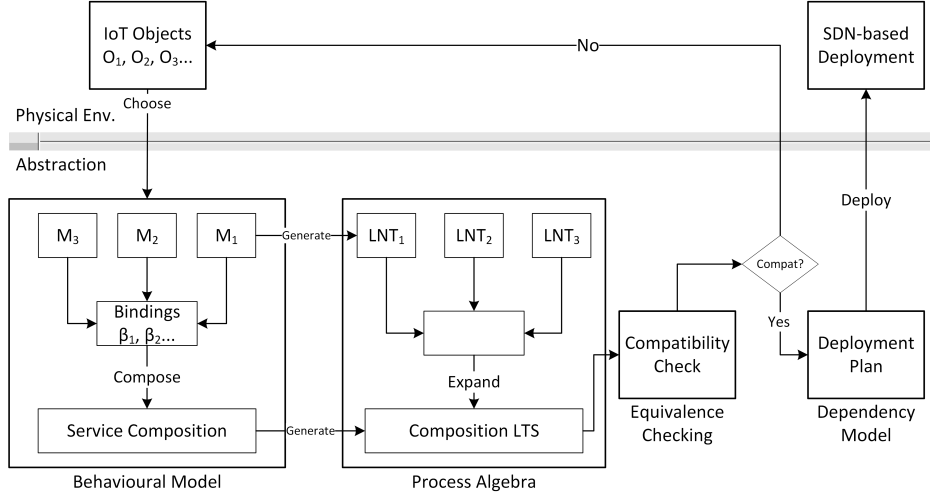 IoT Objects
O₁, O₂, O₃...
No
SDN-based
Deployment
Choose
Physical Env.
Abstraction
Deploy
M₃
M₂
M₁
Generate
LNT₁
LNT₂
LNT₃
Compat?
Bindings
β₁, β₂...
Yes
Compatibility
Check
Deployment
Plan
Compose
Expand
Service Composition
Generate
Composition LTS
Equivalence
Checking
Dependency
Model
Behavioural Model
Process Algebra